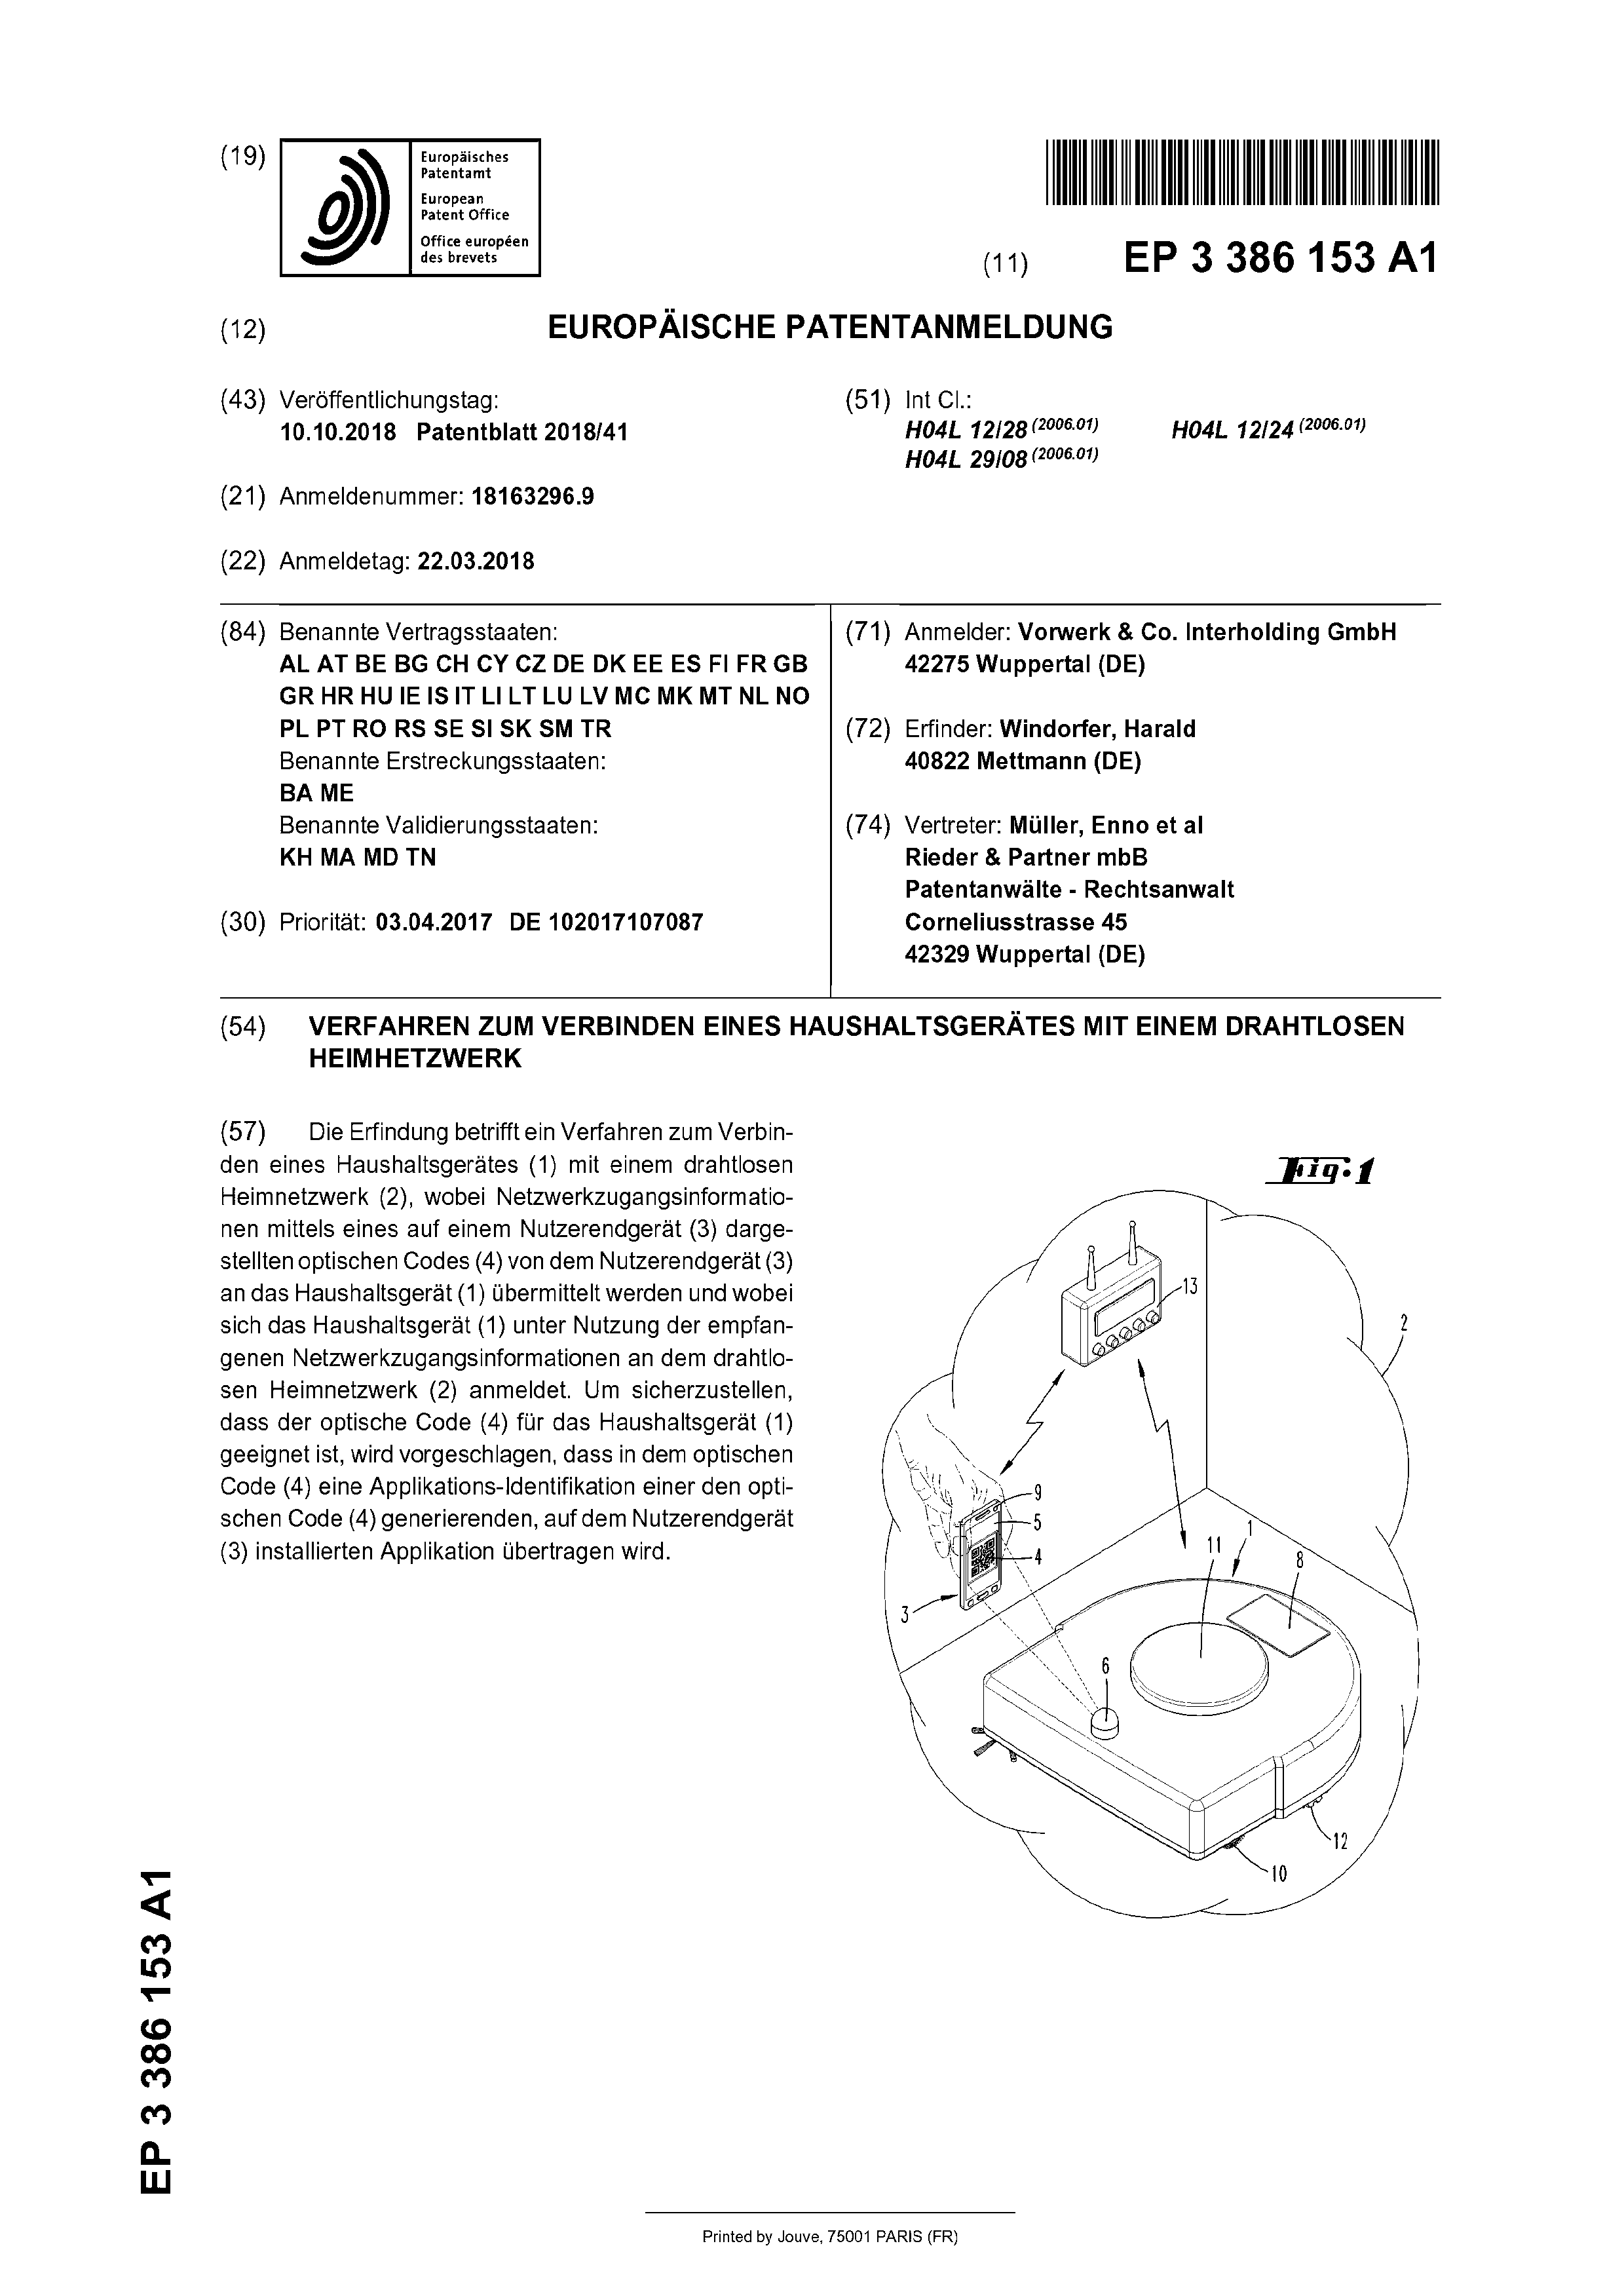 (19)
Europäisches
Patentamt
European
Patent Office
Office européen
des brevets
(11) EP 3 386 153 A1
(12) EUROPÄISCHE PATENTANMELDUNG
(43) Veröffentlichungstag:
10.10.2018 Patentblatt 2018/41
(21) Anmeldenummer: 18163296.9
(22) Anmeldetag: 22.03.2018
(51) Int Cl.:
H04L 12/28 (2006.01) H04L 12/24 (2006.01)
H04L 29/08 (2006.01)
(84) Benannte Vertragsstaaten:
AL AT BE BG CH CY CZ DE DK EE ES FI FR GB
GR HR HU IE IS IT LI LT LU LV MC MK MT NL NO
PL PT RO RS SE SI SK SM TR
Benannte Erstreckungsstaaten:
BA ME
Benannte Validierungsstaaten:
KH MA MD TN
(30) Priorität: 03.04.2017 DE 102017107087
(71) Anmelder: Vorwerk & Co. Interholding GmbH
42275 Wuppertal (DE)
(72) Erfinder: Windorfer, Harald
40822 Mettmann (DE)
(74) Vertreter: Müller, Enno et al
Rieder & Partner mbB
Patentanwälte - Rechtsanwalt
Corneliusstrasse 45
42329 Wuppertal (DE)
(54) VERFAHREN ZUM VERBINDEN EINES HAUSHALTSGERÄTES MIT EINEM DRAHTLOSEN
HEIMHETZWERK
(57) Die Erfindung betrifft ein Verfahren zum Verbin-
den eines Haushaltsgerätes (1) mit einem drahtlosen
Heimnetzwerk (2), wobei Netzwerkzugangsinformatio-
nen mittels eines auf einem Nutzerendgerät (3) darge-
stellten optischen Codes (4) von dem Nutzerendgerät (3)
an das Haushaltsgerät (1) übermittelt werden und wobei
sich das Haushaltsgerät (1) unter Nutzung der empfan-
genen Netzwerkzugangsinformationen an dem drahtlo-
sen Heimnetzwerk (2) anmeldet. Um sicherzustellen,
dass der optische Code (4) für das Haushaltsgerät (1)
geeignet ist, wird vorgeschlagen, dass in dem optischen
Code (4) eine Applikations-Identifikation einer den opti-
schen Code (4) generierenden, auf dem Nutzerendgerät
(3) installierten Applikation übertragen wird.
Fig. 1
13
2
9
5
4
3
11
1
8
6
12
10
EP 3 386 153 A1
Printed by Jouve, 75001 PARIS (FR)